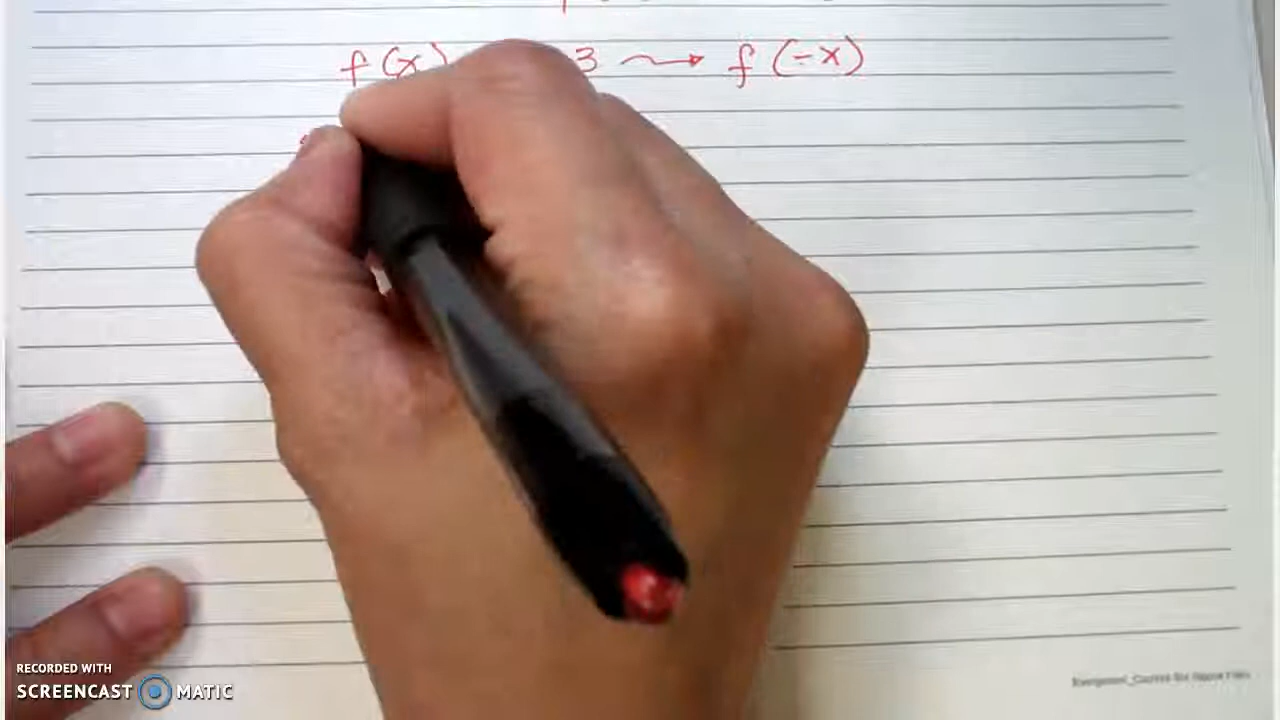 f(x) 3 → f(-x)
RECORDED WITH
SCREENCAST MATIC